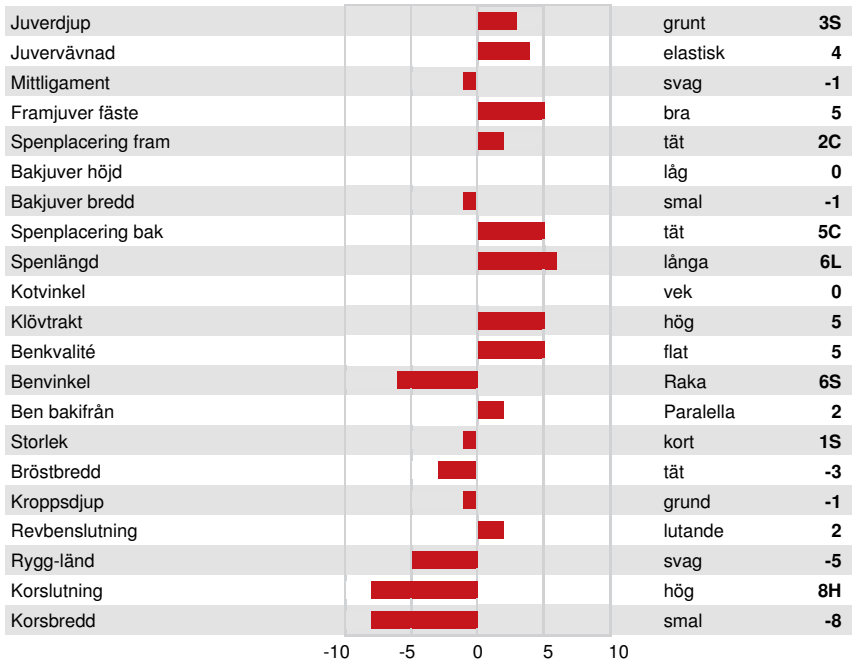 Juverdjup grunt 3S
Juvervävnad elastisk 4
Mittligament svag -1
Framjuver fäste bra 5
Spenplacering fram tät 2C
Bakjuver höjd låg 0
Bakjuver bredd smal -1
Spenplacering bak tät 5C
Spenlängd långa 6L
Kotvinkel vek 0
Klövtrakt hög 5
Benkvalité flat 5
Benvinkel Raka 6S
Ben bakifrån Paralella 2
Storlek kort 1S
Bröstbredd tät -3
Kroppsdjup grund -1
Revbenslutning lutande 2
Rygg-länd svag -5
Korslutning hög 8H
Korsbredd smal -8
-10 -5 0 5 10